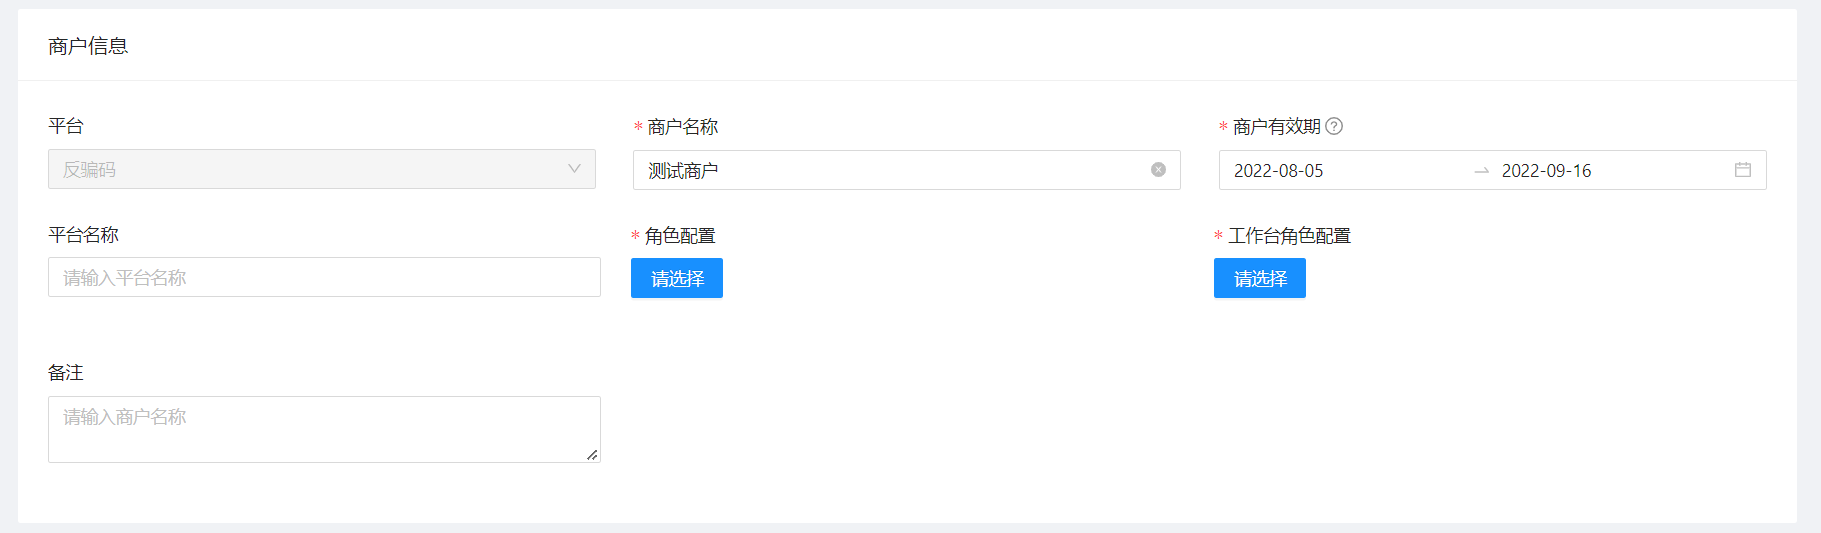 商户信息
平台
* 商户名称
* 商户有效期
反骗码
测试商户
2022-08-05
2022-09-16
平台名称
* 角色配置
* 工作台角色配置
请输入平台名称
请选择
请选择
备注
请输入商户名称